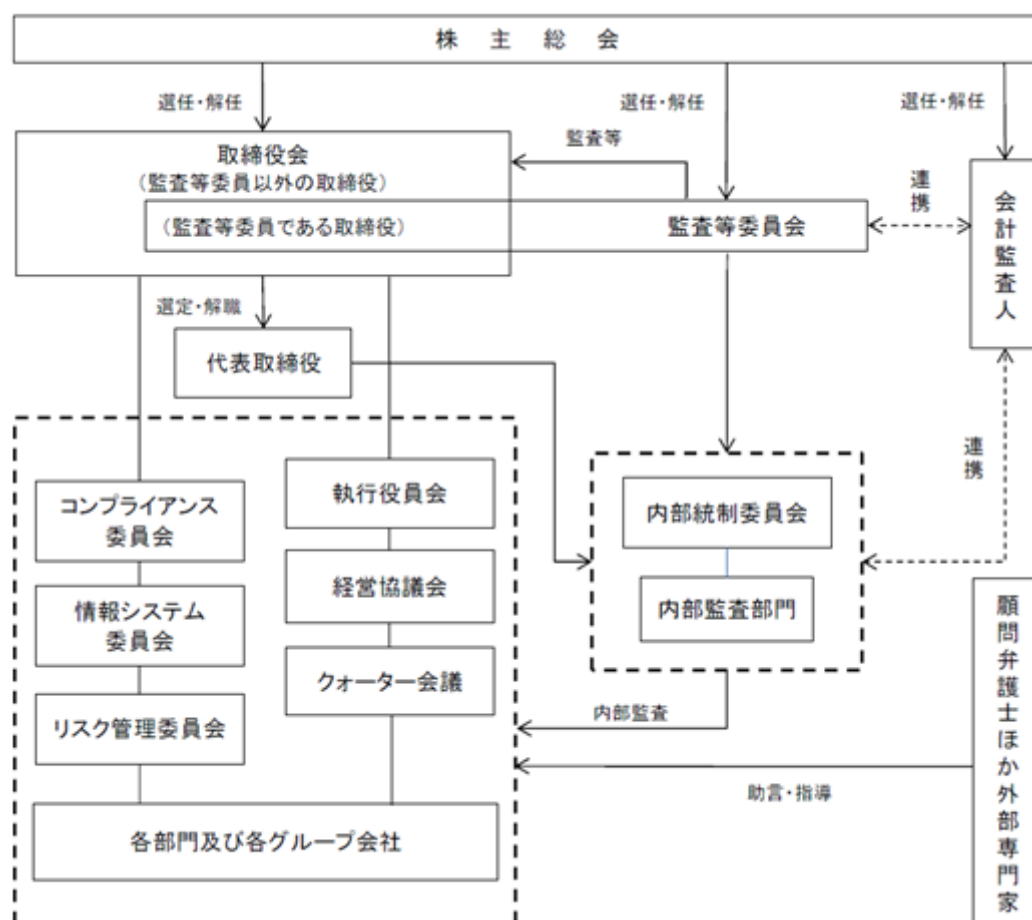 株主総会
選任・解任
選任・解任
選任・解任
取締役会
(監査等委員以外の取締役)
監査等
(監査等委員である取締役)
監査等委員会
連携
会計監査人
選定・解職
代表取締役
連携
コンプライアンス
委員会
執行役員会
内部統制委員会
情報システム
委員会
経営協議会
内部監査部門
リスク管理委員会
クォーター会議
内部監査
顧問弁護士ほか外部専門家
助言・指導
各部門及び各グループ会社